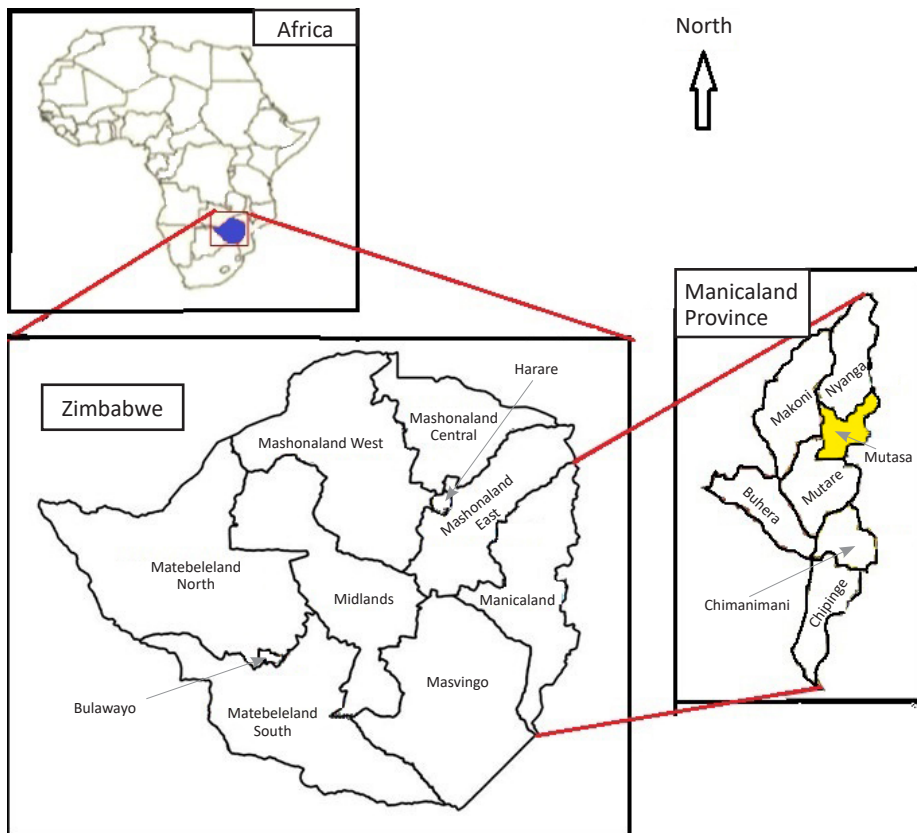 Africa
North
Manicaland
Province
Zimbabwe
Harare
Mashonaland
Central
Mashonaland West
Mashonaland
East
Matebeleland
North
Midlands
Manicaland
Bulawayo
Masvingo
Matebeleland
South
Nyanga
Makoni
Mutasa
Mutare
Buhera
Chimanimani
Chipinge